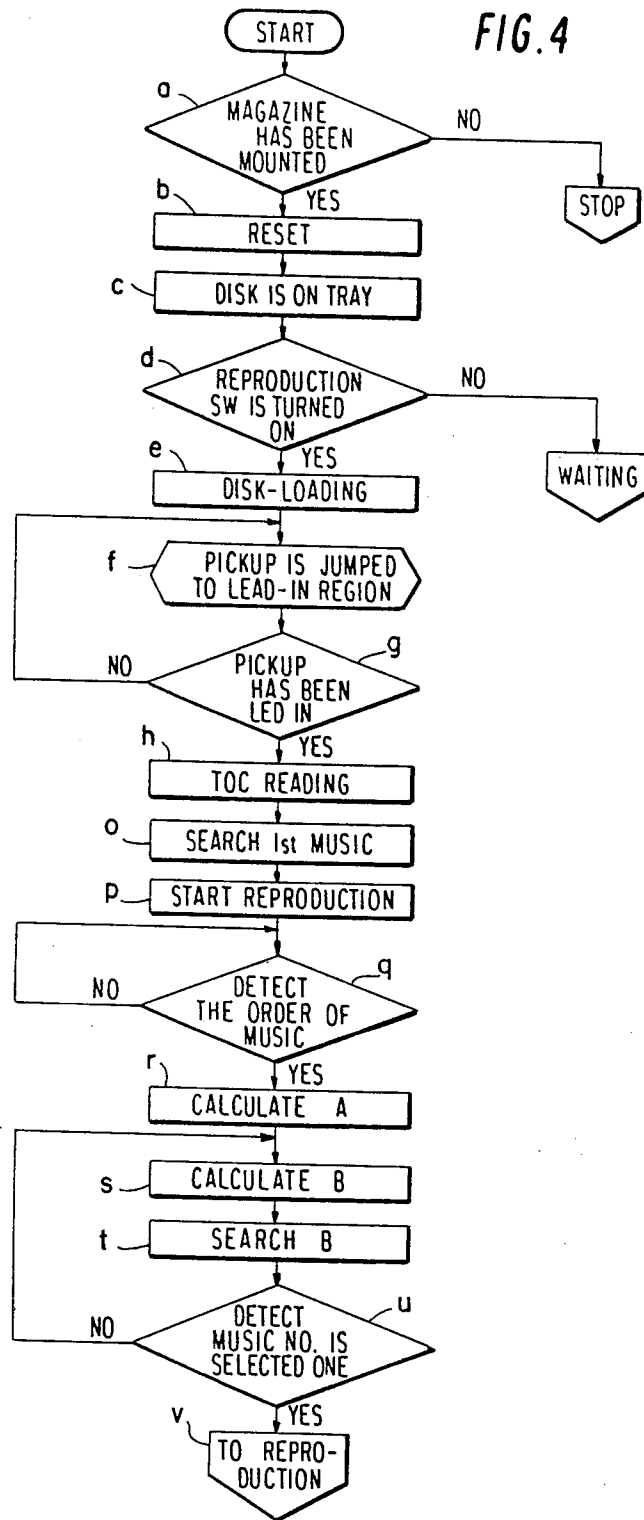 FIG.4
START
a
MAGAZINE
HAS BEEN
MOUNTED
NO
STOP
YES
b
RESET
c
DISK IS ON TRAY
d
REPRODUCTION
SW IS TURNED
ON
NO
WAITING
YES
e
DISK-LOADING
f
PICKUP IS JUMPED
TO LEAD-IN REGION
g
PICKUP
HAS BEEN
LED IN
NO
YES
h
TOC READING
o
SEARCH 1st MUSIC
p
START REPRODUCTION
q
DETECT
THE ORDER OF
MUSIC
NO
YES
r
CALCULATE A
s
CALCULATE B
t
SEARCH B
u
DETECT
MUSIC NO. IS
SELECTED ONE
NO
YES
v
TO REPRO-
DUCTION